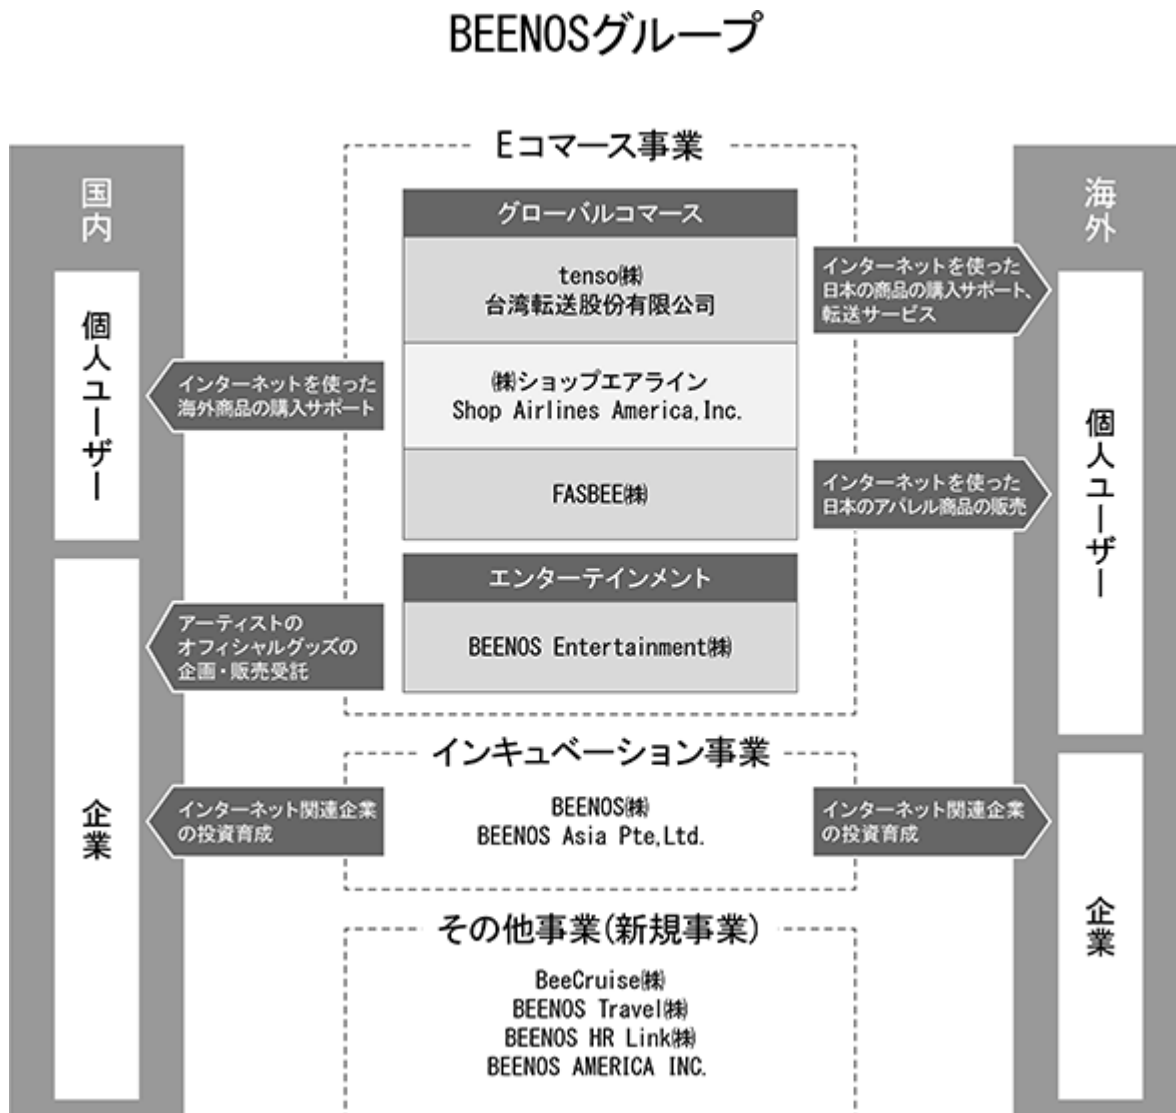 BEENOSグループ
Eコマース事業
国内
海外
グローバルコマース
tenso㈱
台湾転送股份有限公司
インターネットを使った
日本の商品の購入サポート、
転送サービス
個人ユーザー
インターネットを使った
海外商品の購入サポート
㈱ショップエアライン
Shop Airlines America,Inc.
個人ユーザー
FASBEE㈱
インターネットを使った
日本のアパレル商品の販売
エンターテインメント
アーティストの
オフィシャルグッズの
企画・販売受託
BEENOS Entertainment㈱
インキュベーション事業
企業
インターネット関連企業
の投資育成
BEENOS㈱
BEENOS Asia Pte,Ltd.
インターネット関連企業
の投資育成
企業
その他事業(新規事業)
BeeCruise㈱
BEENOS Travel㈱
BEENOS HR Link㈱
BEENOS AMERICA INC.